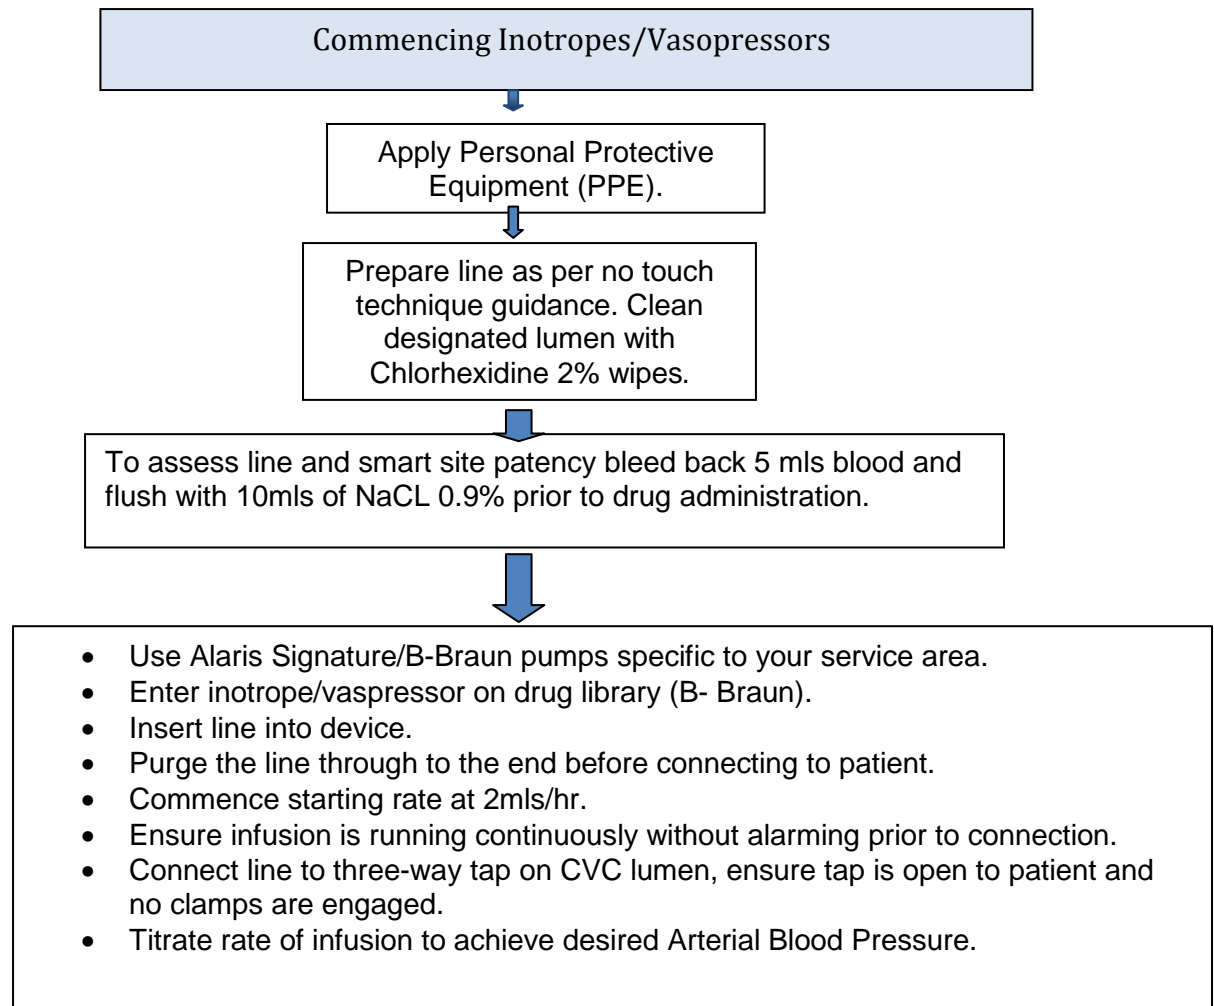 Commencing Inotropes/Vasopressors
Apply Personal Protective
Equipment (PPE).
Prepare line as per no touch
technique guidance. Clean
designated lumen with
Chlorhexidine 2% wipes.
To assess line and smart site patency bleed back 5 mls blood and
flush with 10mls of NaCL 0.9% prior to drug administration.
• Use Alaris Signature/B-Braun pumps specific to your service area.
• Enter inotrope/vaspressor on drug library (B- Braun).
• Insert line into device.
• Purge the line through to the end before connecting to patient.
• Commence starting rate at 2mls/hr.
• Ensure infusion is running continuously without alarming prior to connection.
• Connect line to three-way tap on CVC lumen, ensure tap is open to patient and
no clamps are engaged.
• Titrate rate of infusion to achieve desired Arterial Blood Pressure.